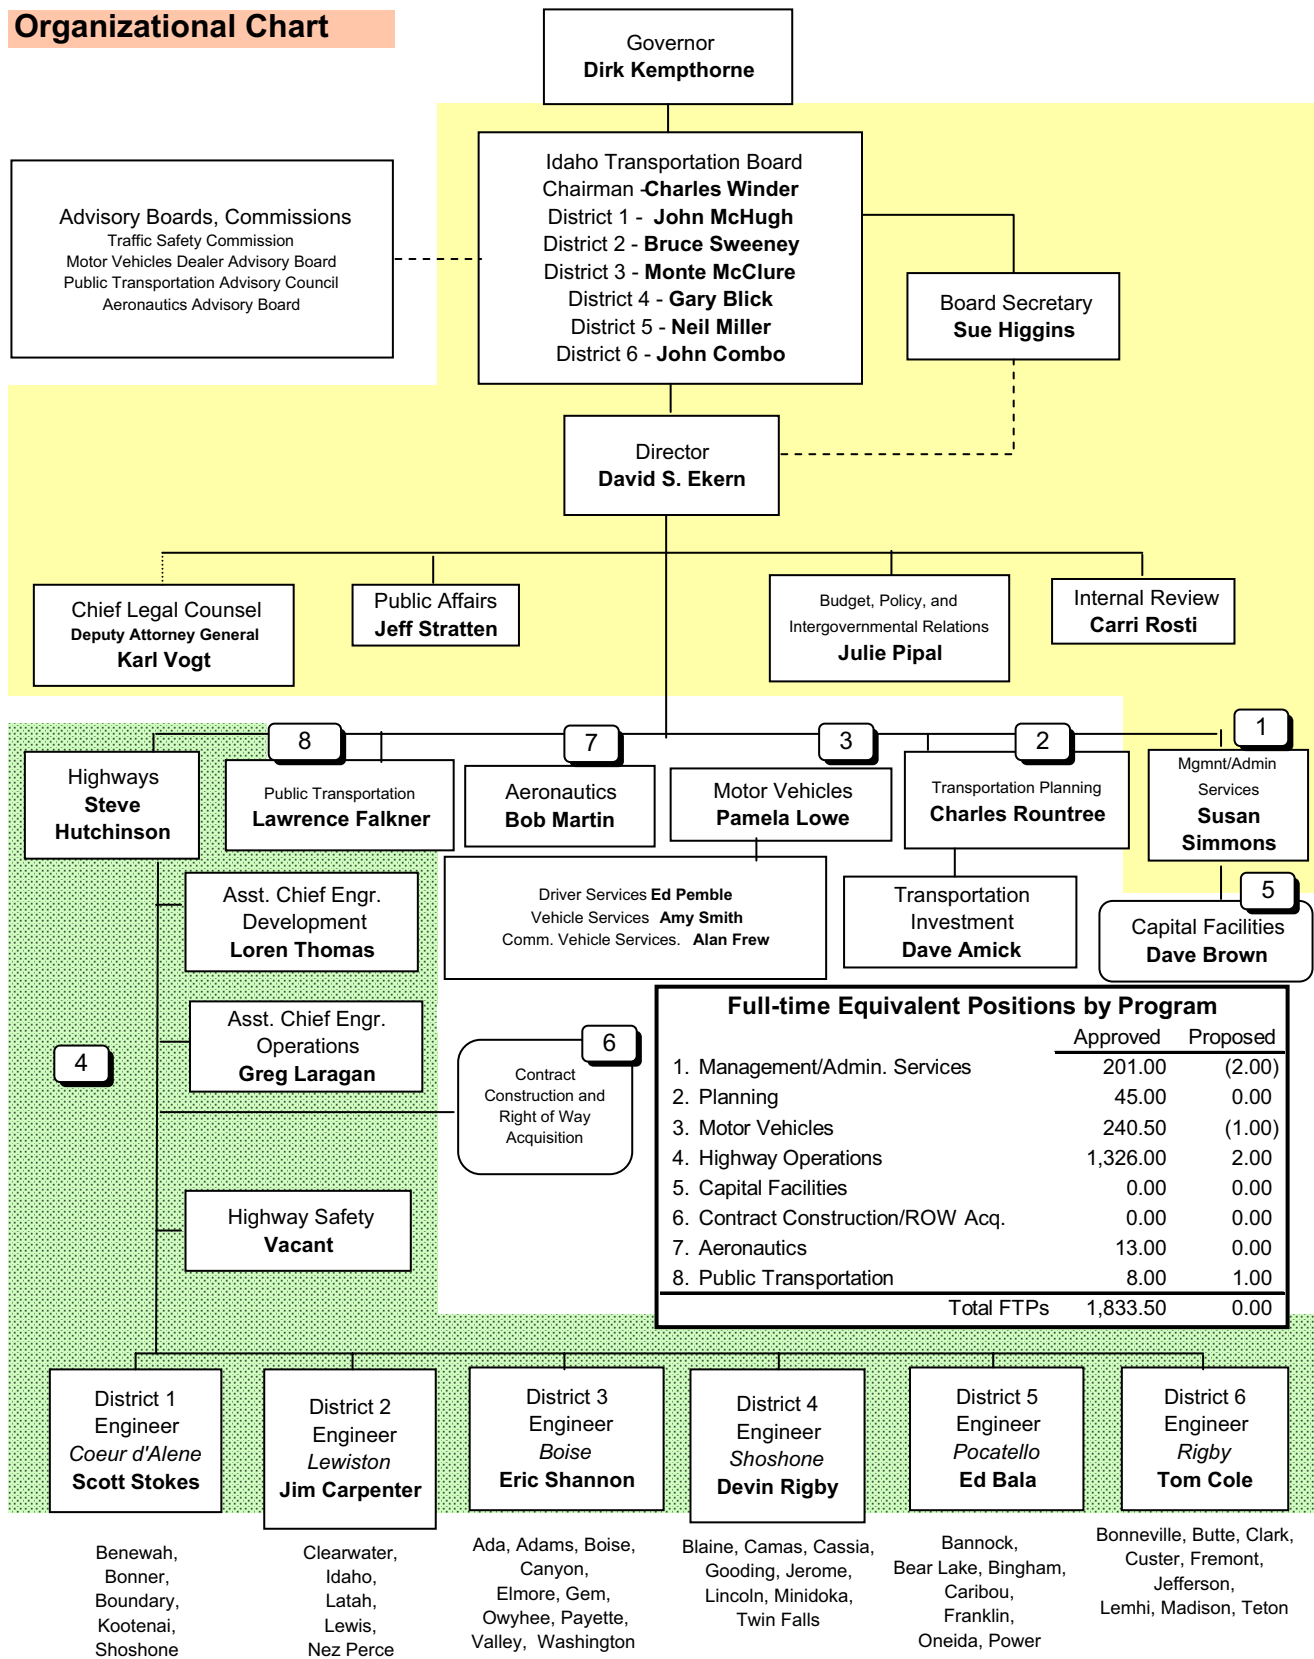 Organizational Chart
Governor
Dirk Kempthorne
Idaho Transportation Board
Chairman -Charles Winder
District 1 - John McHugh
District 2 - Bruce Sweeney
District 3 - Monte McClure
District 4 - Gary Blick
District 5 - Neil Miller
District 6 - John Combo
Advisory Boards, Commissions
Traffic Safety Commission
Motor Vehicles Dealer Advisory Board
Public Transportation Advisory Council
Aeronautics Advisory Board
Board Secretary
Sue Higgins
Director
David S. Ekern
Chief Legal Counsel
Deputy Attorney General
Karl Vogt
Public Affairs
Jeff Stratten
Budget, Policy, and
Intergovernmental Relations
Julie Pipal
Internal Review
Carri Rosti
Highways
Steve
Hutchinson
8
Public Transportation
Lawrence Falkner
7
Aeronautics
Bob Martin
3
Motor Vehicles
Pamela Lowe
2
Transportation Planning
Charles Rountree
1
Mgmnt/Admin
Services
Susan
Simmons
Asst. Chief Engr.
Development
Loren Thomas
Driver Services Ed Pemble
Vehicle Services Amy Smith
Comm. Vehicle Services. Alan Frew
Transportation
Investment
Dave Amick
5
Capital Facilities
Dave Brown
4
Asst. Chief Engr.
Operations
Greg Laragan
6
Contract
Construction and
Right of Way
Acquisition
Highway Safety
Vacant
Full-time Equivalent Positions by Program
Approved Proposed
1. Management/Admin. Services 201.00 (2.00)
2. Planning 45.00 0.00
3. Motor Vehicles 240.50 (1.00)
4. Highway Operations 1,326.00 2.00
5. Capital Facilities 0.00 0.00
6. Contract Construction/ROW Acq. 0.00 0.00
7. Aeronautics 13.00 0.00
8. Public Transportation 8.00 1.00
Total FTPs 1,833.50 0.00
District 1
Engineer
Coeur d'Alene
Scott Stokes
District 2
Engineer
Lewiston
Jim Carpenter
District 3
Engineer
Boise
Eric Shannon
District 4
Engineer
Shoshone
Devin Rigby
District 5
Engineer
Pocatello
Ed Bala
District 6
Engineer
Rigby
Tom Cole
Benewah,
Bonner,
Boundary,
Kootenai,
Shoshone
Clearwater,
Idaho,
Latah,
Lewis,
Nez Perce
Ada, Adams, Boise,
Canyon,
Elmore, Gem,
Owyhee, Payette,
Valley, Washington
Blaine, Camas, Cassia,
Gooding, Jerome,
Lincoln, Minidoka,
Twin Falls
Bannock,
Bear Lake, Bingham,
Caribou,
Franklin,
Oneida, Power
Bonneville, Butte, Clark,
Custer, Fremont,
Jefferson,
Lemhi, Madison, Teton